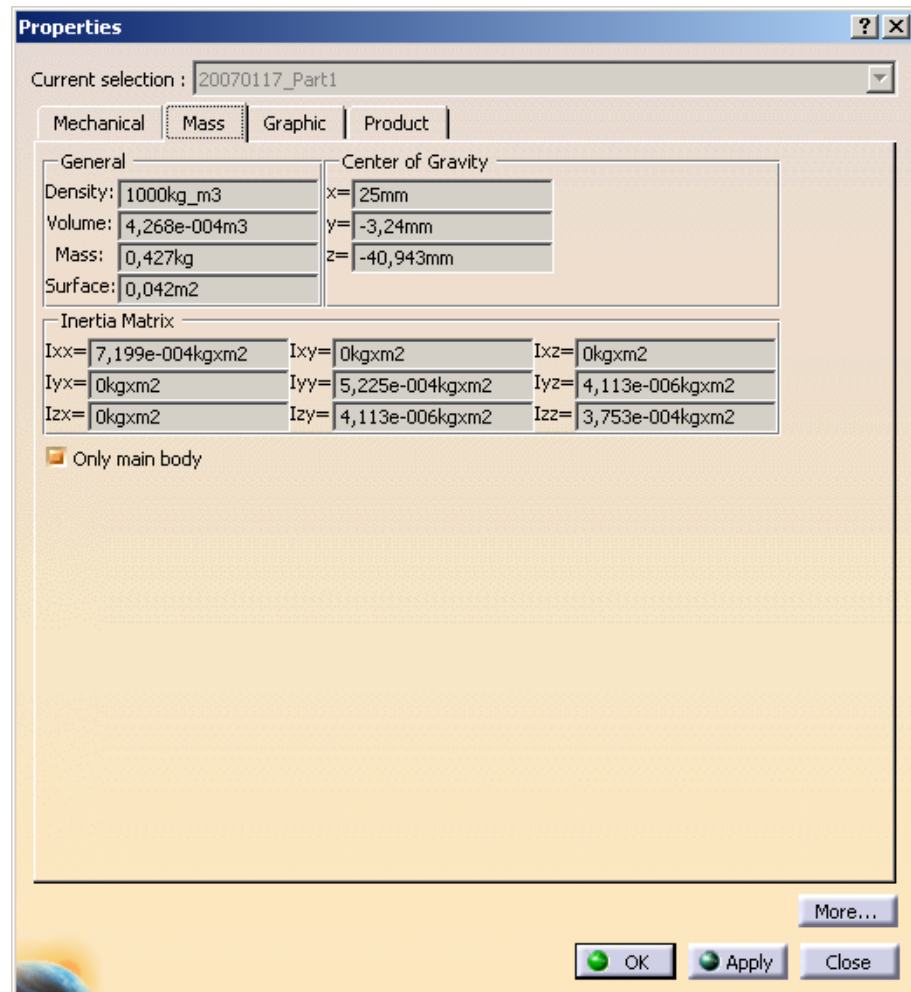 Properties
Current selection : 20070117_Part1
Mechanical Mass Graphic Product
General Center of Gravity
Density: 1000kg_m3 x= 25mm
Volume: 4,268e-004m3 y= -3,24mm
Mass: 0,427kg z= -40,943mm
Surface: 0,042m2
Inertia Matrix
Ixx= 7,199e-004kgxm2 Ixy= 0kgxm2 Ixz= 0kgxm2
Iyx= 0kgxm2 Iyy= 5,225e-004kgxm2 Iyz= 4,113e-006kgxm2
Izx= 0kgxm2 Izy= 4,113e-006kgxm2 Izz= 3,753e-004kgxm2
Only main body
More...
OK Apply Close